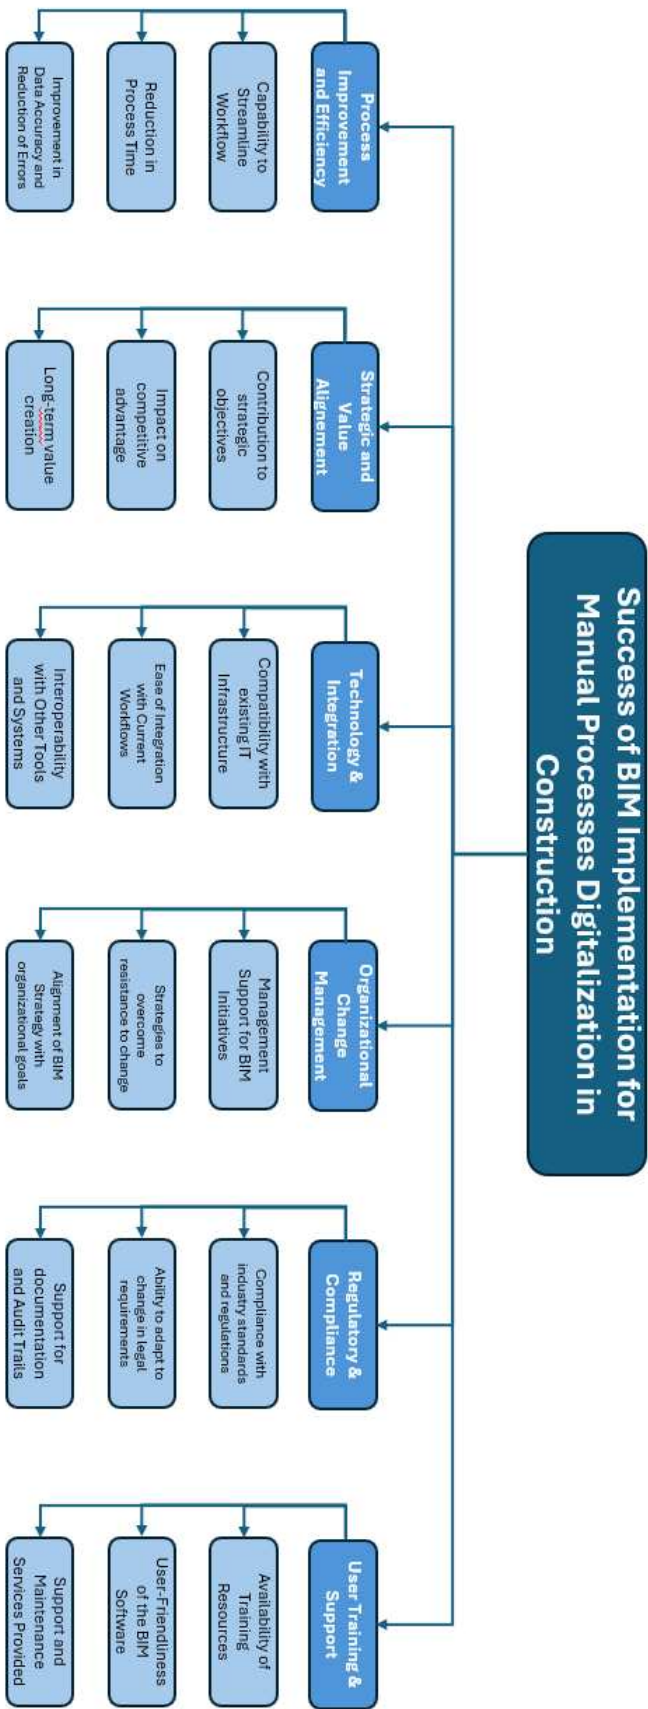 Success of BIM Implementation for
Manual Processes Digitalization in
Construction
Process
Improvement
and Efficiency
Capability to
Streamline
Workflow
Reduction in
Process Time
Improvement in
Data Accuracy and
Reduction of Errors
Strategic and
Value
Alignement
Contribution to
strategic
objectives
Impact on
competitive
advantage
Long-term value
creation
Technology &
Integration
Compatibility with
existing IT
Infrastructure
Ease of Integration
with Current
Workflows
Interoperability
with Other Tools
and Systems
Organizational
Change
Management
Management
Support for BIM
Initiatives
Strategies to
overcome
resistance to change
Alignment of BIM
Strategy with
organizational goals
Regulatory &
Compliance
Compliance with
industry standards
and regulations
Ability to adapt to
change in legal
requirements
Support for
documentation
and Audit Trails
User Training &
Support
Availability of
Training
Resources
User-Friendliness
of the BIM
Software
Support and
Maintenance
Services Provided